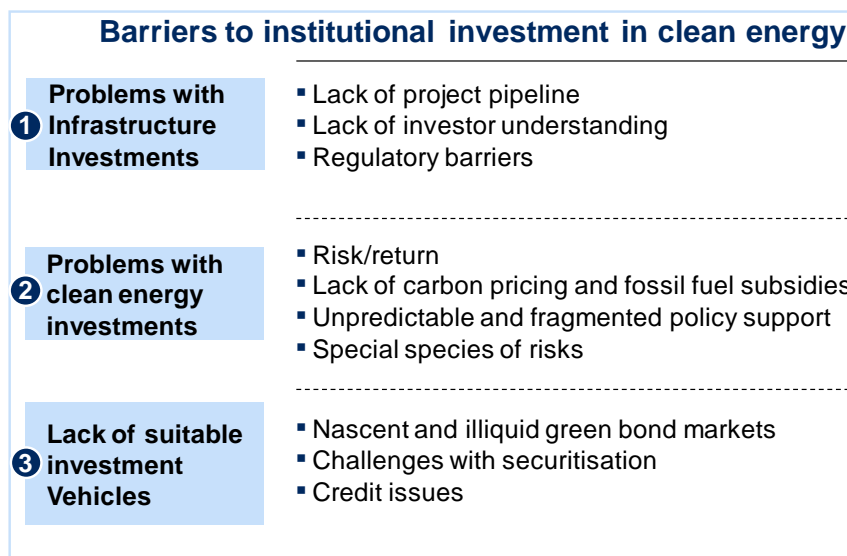 Barriers to institutional investment in clean energy
1
Problems with
Infrastructure
Investments
▪ Lack of project pipeline
▪ Lack of investor understanding
▪ Regulatory barriers
2
Problems with
clean energy
investments
▪ Risk/return
▪ Lack of carbon pricing and fossil fuel subsidies
▪ Unpredictable and fragmented policy support
▪ Special species of risks
3
Lack of suitable
investment
Vehicles
▪ Nascent and illiquid green bond markets
▪ Challenges with securitisation
▪ Credit issues